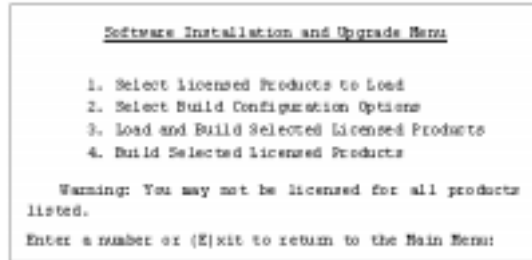 Software Installation and Upgrade Menu
1. Select Licensed Products to Load
2. Select Build Configuration Options
3. Load and Build Selected Licensed Products
4. Build Selected Licensed Products
Warning: You may not be licensed for all products
listed.
Enter a number or (E)xit to return to the Main Menu: